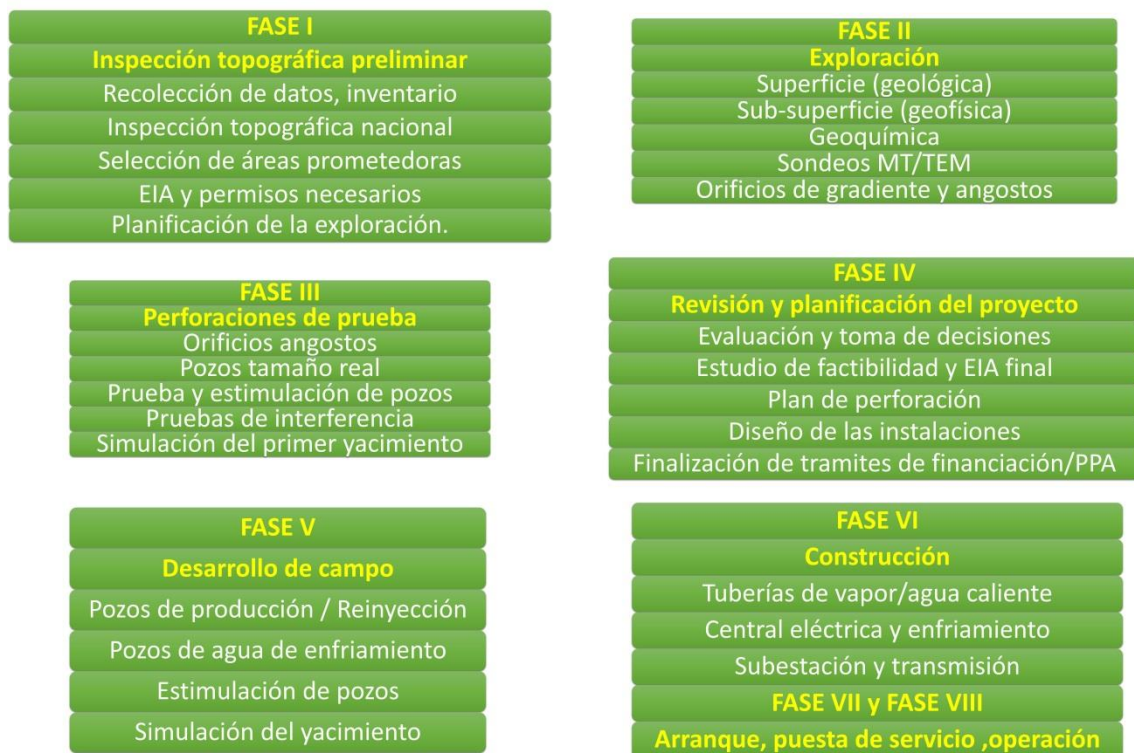 FASE I
Inspección topográfica preliminar
Recolección de datos, inventario
Inspección topográfica nacional
Selección de áreas prometedoras
EIA y permisos necesarios
Planificación de la exploración.
FASE II
Exploración
Superficie (geológica)
Sub-superficie (geofísica)
Geoquímica
Sondeos MT/TEM
Orificios de gradiente y angostos
FASE III
Perforaciones de prueba
Orificios angostos
Pozos tamaño real
Prueba y estimulación de pozos
Pruebas de interferencia
Simulación del primer yacimiento
FASE IV
Revisión y planificación del proyecto
Evaluación y toma de decisiones
Estudio de factibilidad y EIA final
Plan de perforación
Diseño de las instalaciones
Finalización de tramites de financiación/PPA
FASE V
Desarrollo de campo
Pozos de producción / Reinyección
Pozos de agua de enfriamiento
Estimulación de pozos
Simulación del yacimiento
FASE VI
Construcción
Tuberías de vapor/agua caliente
Central eléctrica y enfriamiento
Subestación y transmisión
FASE VII y FASE VIII
Arranque, puesta de servicio ,operación